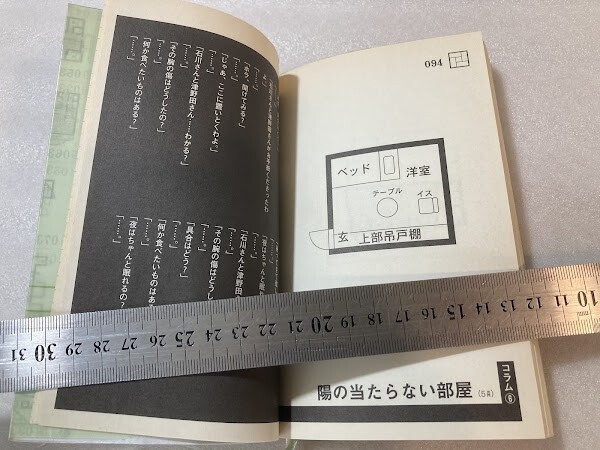 094
ベッド
洋室
テーブル
イス
玄
上部吊戸棚
コラム⑥
陽の当たらない部屋 (5頁)
「……。」
「ホラ、開けてみる?」
「……。」
「じゃあ、ここに置いとくわよ。」
「……。」
「石川さんと津野田さん……わかる?」
「……。」
「その腕の傷はどうしたの?」
「……。」
「何か食べたいものはある?」
「……。」
「石川さんと津野田
「……。」
「その腕の傷はどうし
「……。」
「具合はどう?」
「……。」
「何か食べたいものはあ
「……。」
「夜はちゃんと眠れるの?
「……。」
10 11 12 13 14 15 16 17 18 19 20 21 22 23 24 25 26 27 28 29 30 31